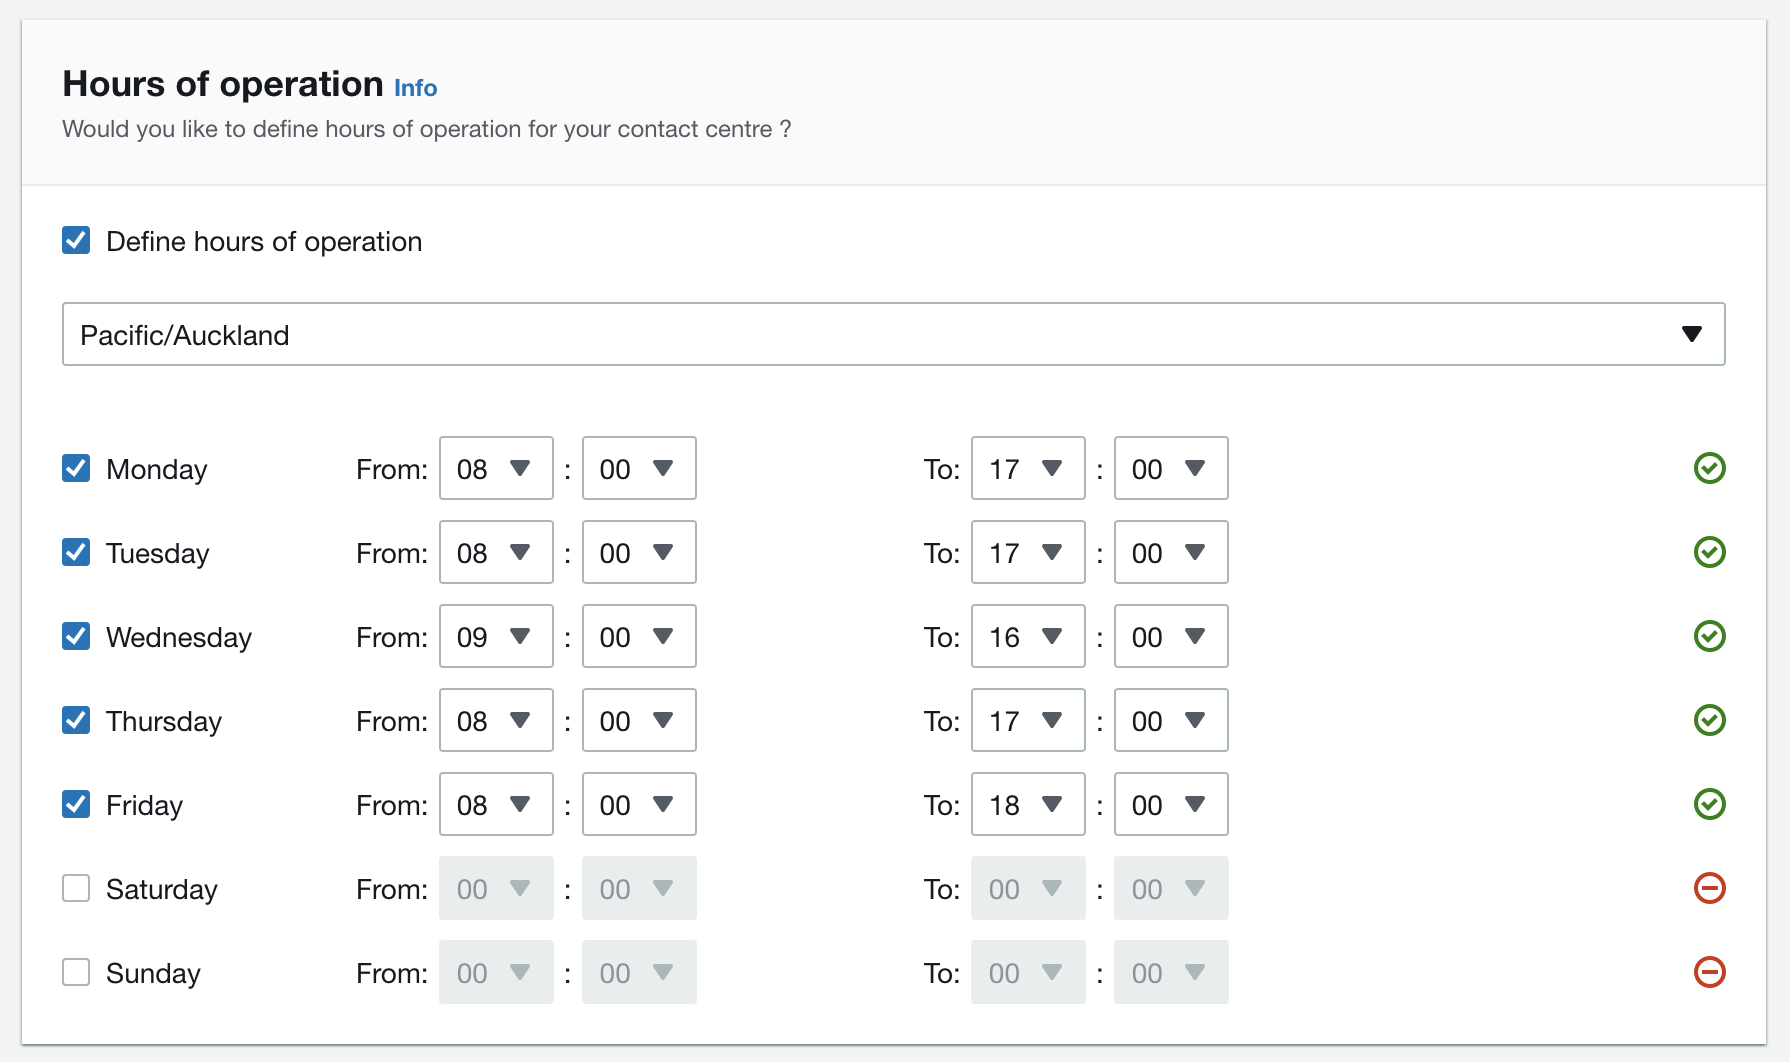 Hours of operation Info
Would you like to define hours of operation for your contact centre ?
Define hours of operation
Pacific/Auckland
Monday From: 08 : 00 To: 17 : 00
Tuesday From: 08 : 00 To: 17 : 00
Wednesday From: 09 : 00 To: 16 : 00
Thursday From: 08 : 00 To: 17 : 00
Friday From: 08 : 00 To: 18 : 00
Saturday From: 00 : 00 To: 00 : 00
Sunday From: 00 : 00 To: 00 : 00